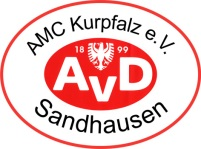 AMC Kurpfalz e.V.
18 99
AvD
Sandhausen